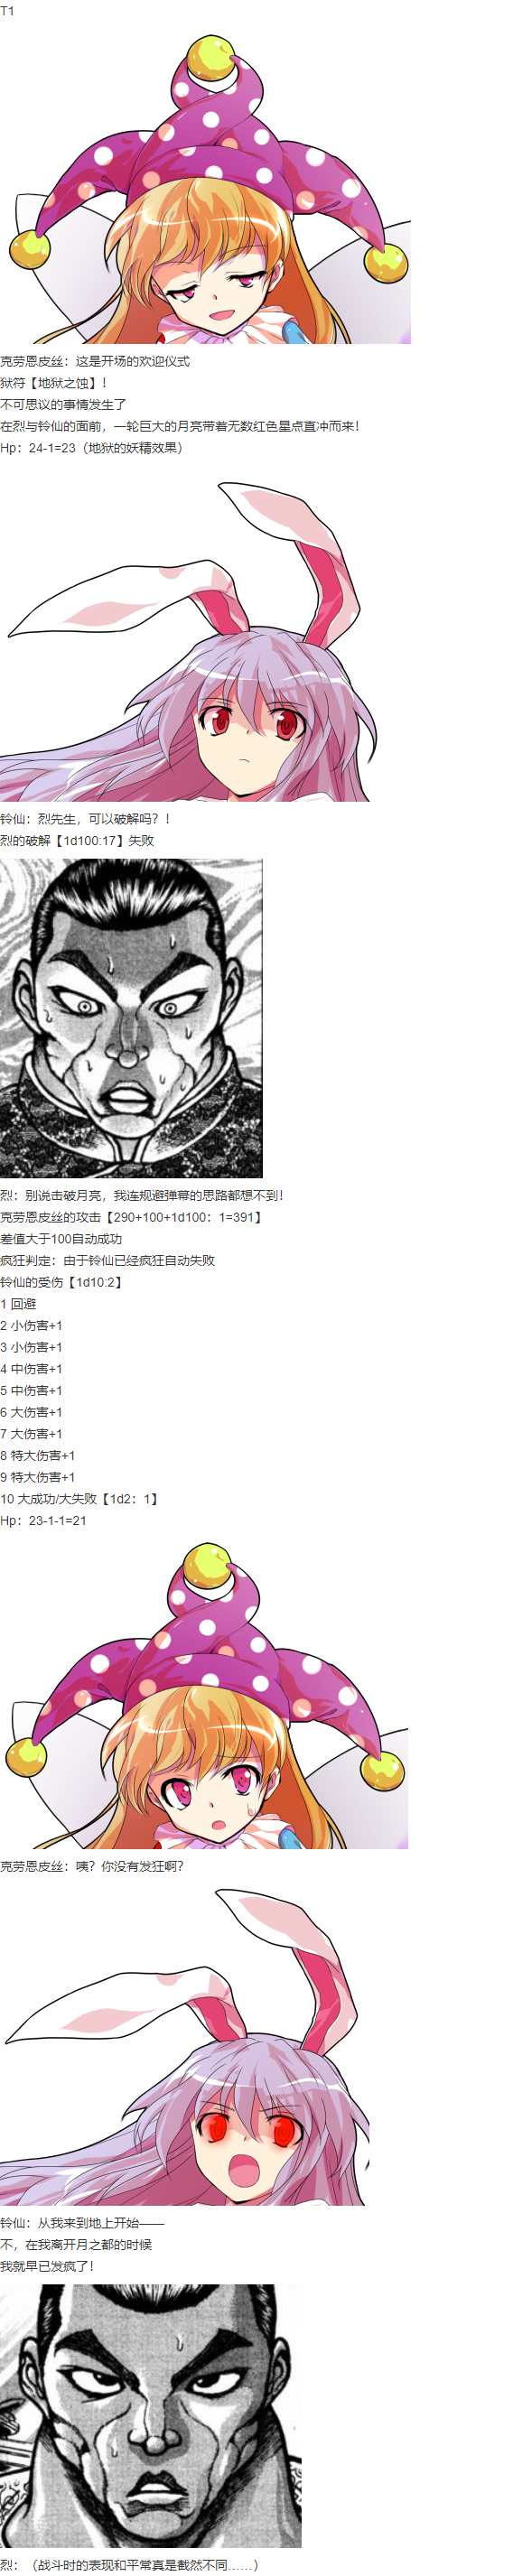 T1
克劳恩皮丝：这是开场的欢迎仪式
狱符【地狱之蚀】！
不可思议的事情发生了
在烈与铃仙的面前，一轮巨大的月亮带着无数红色星点直冲而来！
Hp：24-1=23（地狱的妖精效果）
铃仙：烈先生，可以破解吗？！
烈的破解【1d100:17】失败
烈：别说击破月亮，我连规避弹幕的思路都想不到！
克劳恩皮丝的攻击【290+100+1d100：1=391】
差值大于100自动成功
疯狂判定：由于铃仙已经疯狂自动失败
铃仙的受伤【1d10:2】
1 回避
2 小伤害+1
3 小伤害+1
4 中伤害+1
5 中伤害+1
6 大伤害+1
7 大伤害+1
8 特大伤害+1
9 特大伤害+1
10 大成功/大失败【1d2：1】
Hp：23-1-1=21
克劳恩皮丝：咦？你没有发狂啊？
铃仙：从我来到地上开始——
不，在我离开月之都的时候
我就早已发疯了！
烈：（战斗时的表现和平常真是截然不同……）